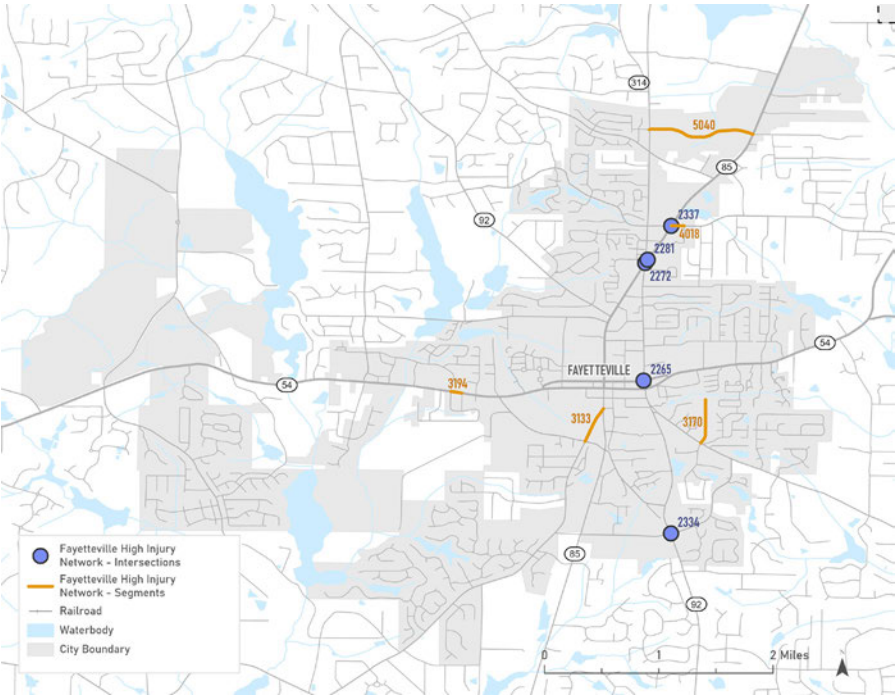 314
5040
85
2337
92
4018
2281
2272
54
FAYETTEVILLE
2265
54
3194
3133
3170
2334
85
92
Fayetteville High Injury
Network - Intersections
Fayetteville High Injury
Network - Segments
Railroad
Waterbody
City Boundary
0 1 2 Miles